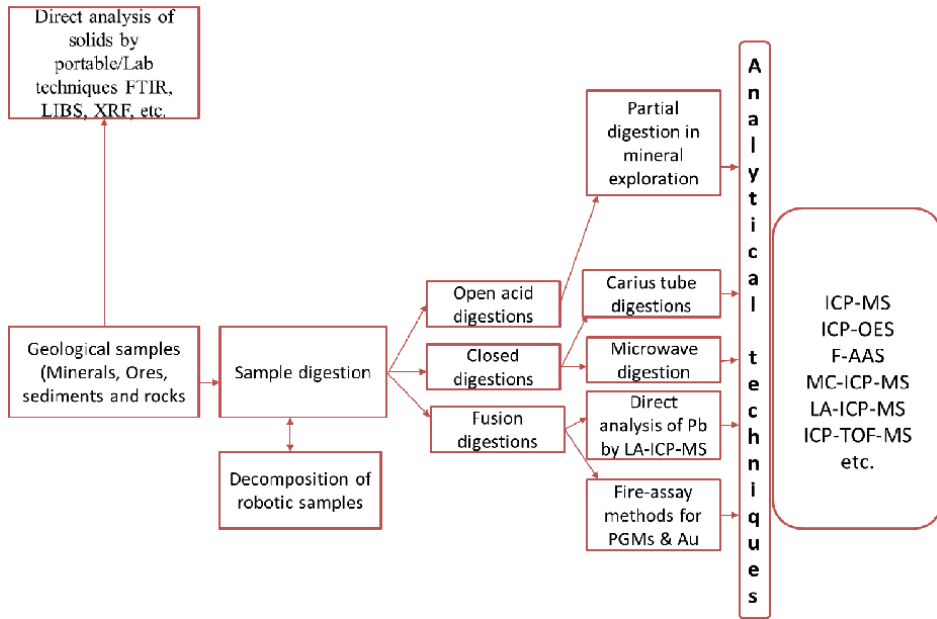 Direct analysis of
solids by
portable/Lab
techniques FTIR,
LIBS, XRF, etc.
Geological samples
(Minerals, Ores,
sediments and rocks
Sample digestion
Decomposition of
robotic samples
Open acid
digestions
Closed
digestions
Fusion
digestions
Partial
digestion in
mineral
exploration
Carius tube
digestions
Microwave
digestion
Direct
analysis of Pb
by LA-ICP-MS
Fire-assay
methods for
PGMs & Au
Analytical techniques
ICP-MS
ICP-OES
F-AAS
MC-ICP-MS
LA-ICP-MS
ICP-TOF-MS
etc.